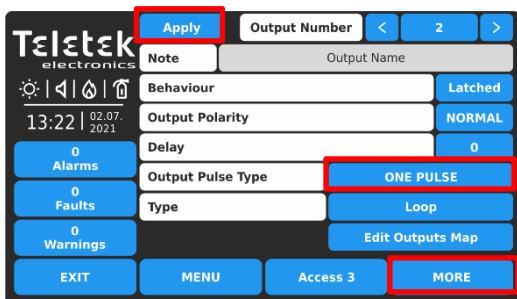 Teletek
electronics
13:22 02.07.
2021
0
Alarms
0
Faults
0
Warnings
EXIT
Apply Output Number < 2 >
Note Output Name
Behaviour Latched
Output Polarity NORMAL
Delay 0
Output Pulse Type ONE PULSE
Type Loop
Edit Outputs Map
MENU Access 3 MORE